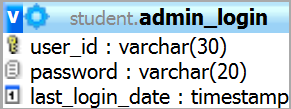 v student.admin_login
user_id : varchar(30)
password : varchar(20)
last_login_date : timestamp